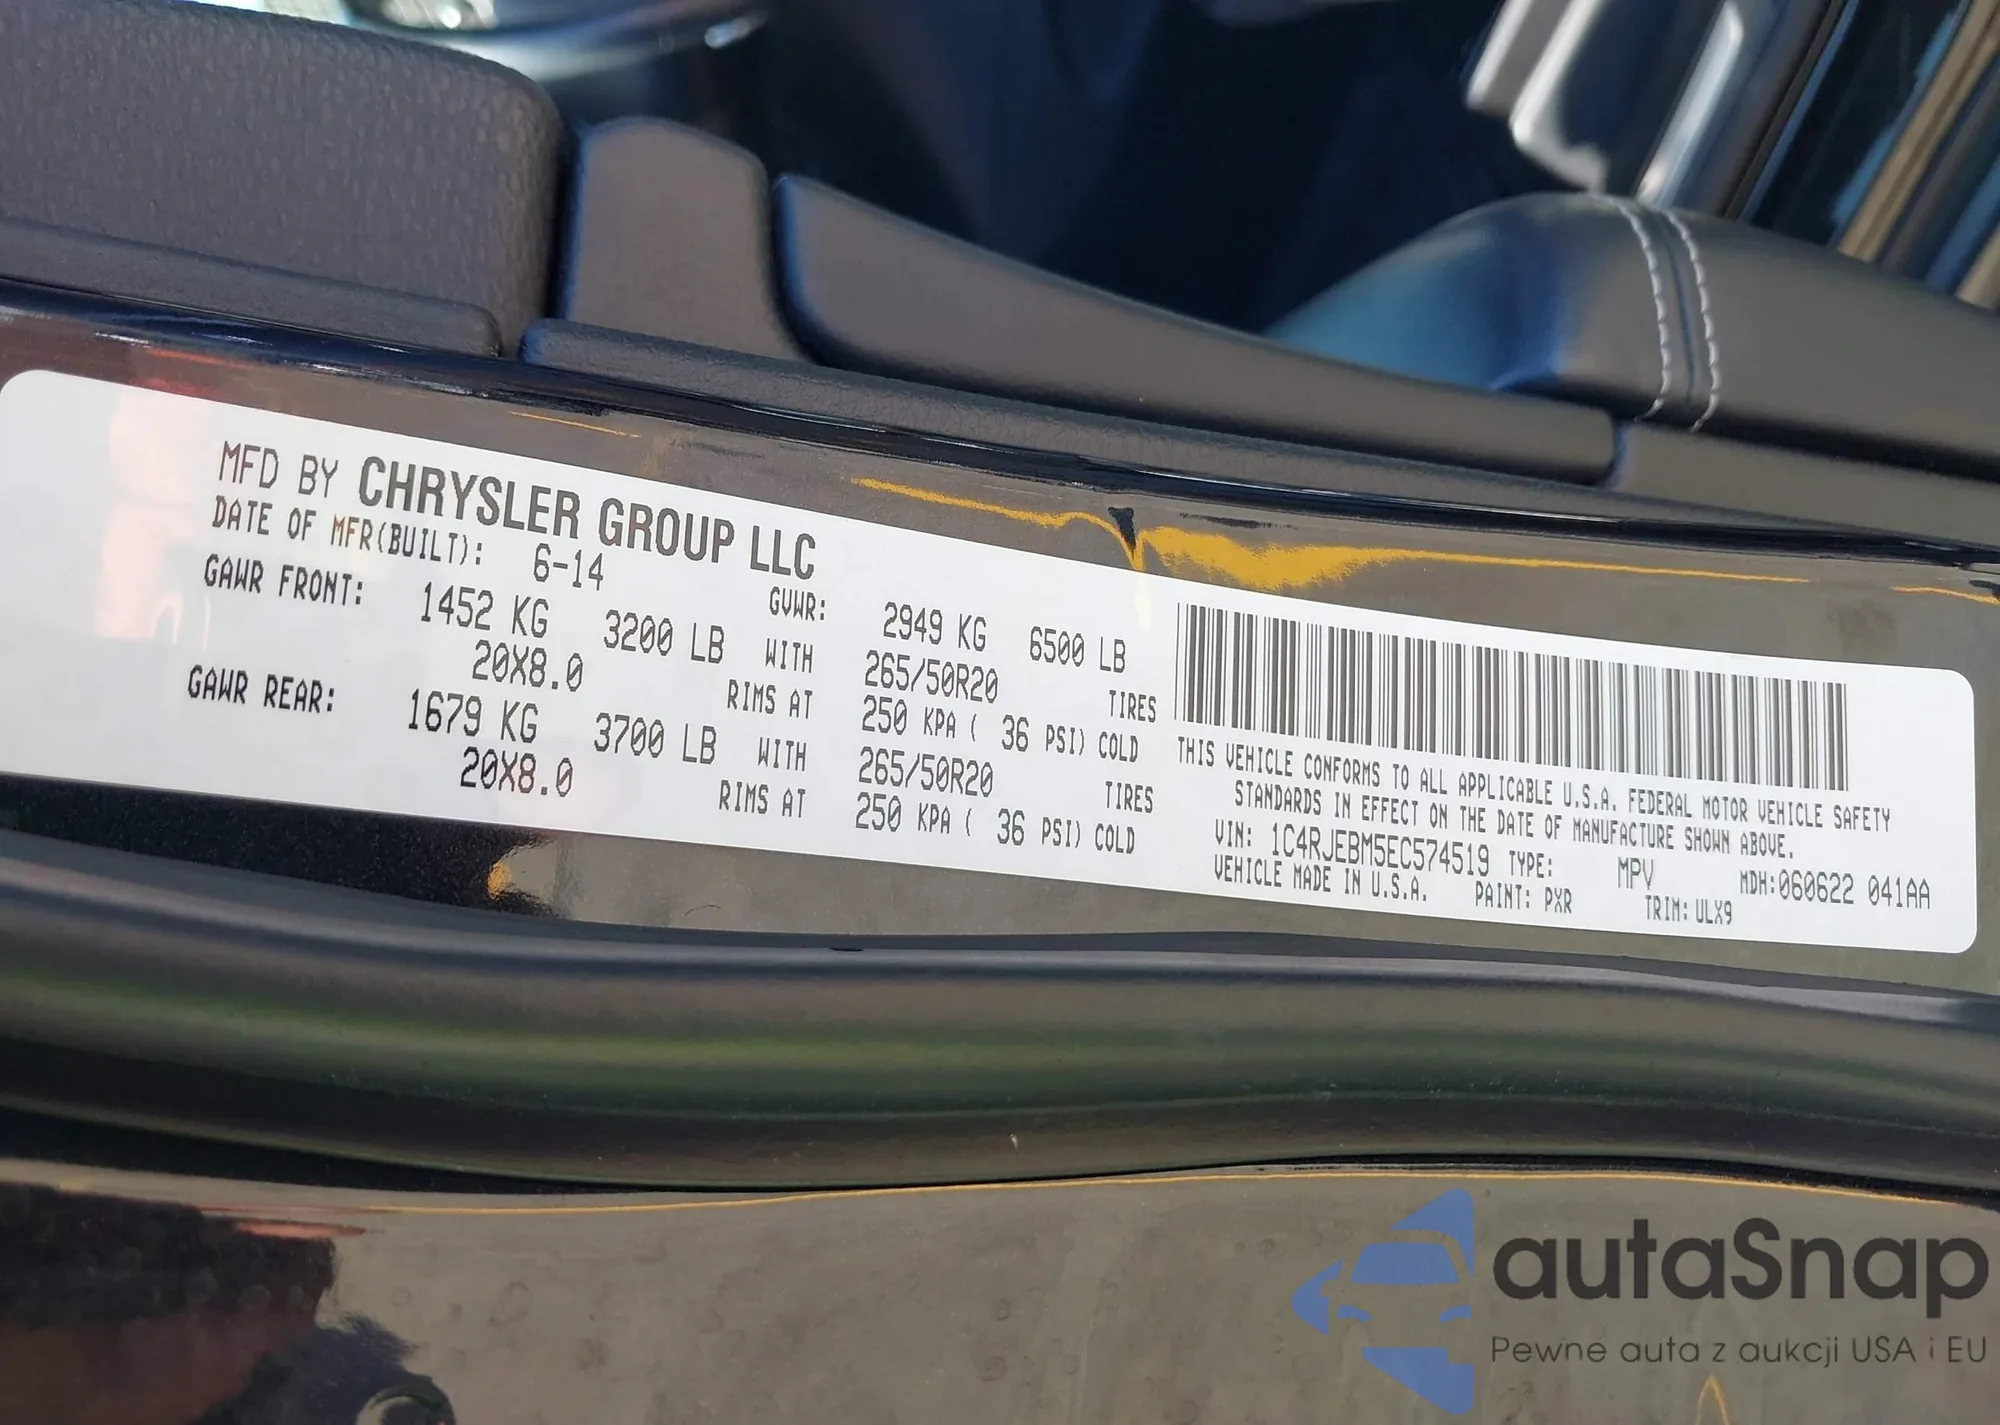 MFD BY CHRYSLER GROUP LLC
DATE OF MFR(BUILT): 6-14 GVWR: 2949 KG 6500 LB
GAWR FRONT: 1452 KG 3200 LB WITH 265/50R20 TIRES
20X8.0 RIMS AT 250 KPA ( 36 PSI) COLD
GAWR REAR: 1679 KG 3700 LB WITH 265/50R20 TIRES
20X8.0 RIMS AT 250 KPA ( 36 PSI) COLD
THIS VEHICLE CONFORMS TO ALL APPLICABLE U.S.A. FEDERAL MOTOR VEHICLE SAFETY
STANDARDS IN EFFECT ON THE DATE OF MANUFACTURE SHOWN ABOVE.
VIN: 1C4RJEBM5EC574519 TYPE: MPV MDH:060622 041AA
VEHICLE MADE IN U.S.A. PAINT: PXR TRIM: ULX9
autaSnap
Pewne auta z aukcji USA i EU